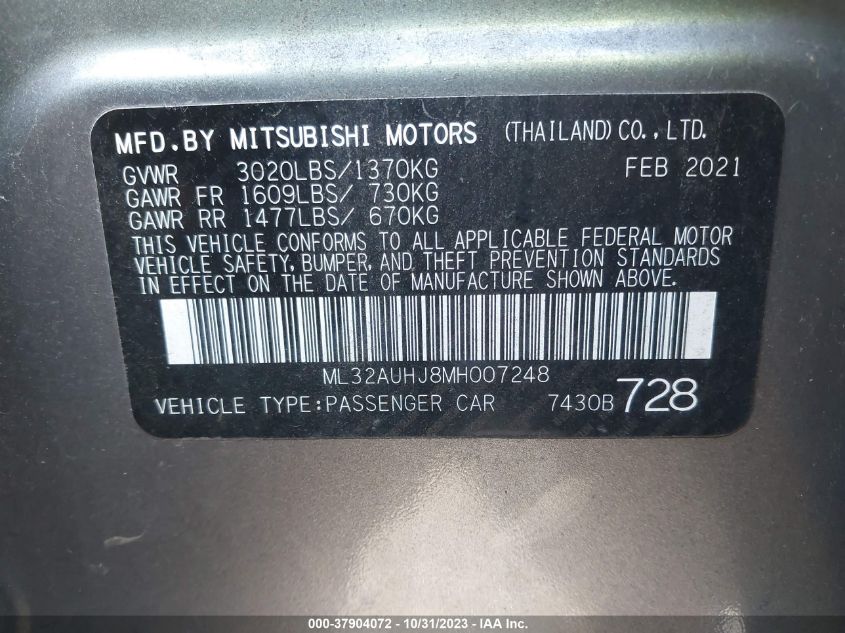 MFD.BY MITSUBISHI MOTORS (THAILAND) CO.,LTD.
GVWR 3020LBS/1370KG FEB 2021
GAWR FR 1609LBS/ 730KG
GAWR RR 1477LBS/ 670KG
THIS VEHICLE CONFORMS TO ALL APPLICABLE FEDERAL MOTOR
VEHICLE SAFETY, BUMPER, AND THEFT PREVENTION STANDARDS
IN EFFECT ON THE DATE OF MANUFACTURE SHOWN ABOVE.
ML32AUHJ8MH007248
VEHICLE TYPE:PASSENGER CAR 7430B 728
000-37904072 - 10/31/2023 - IAA Inc.